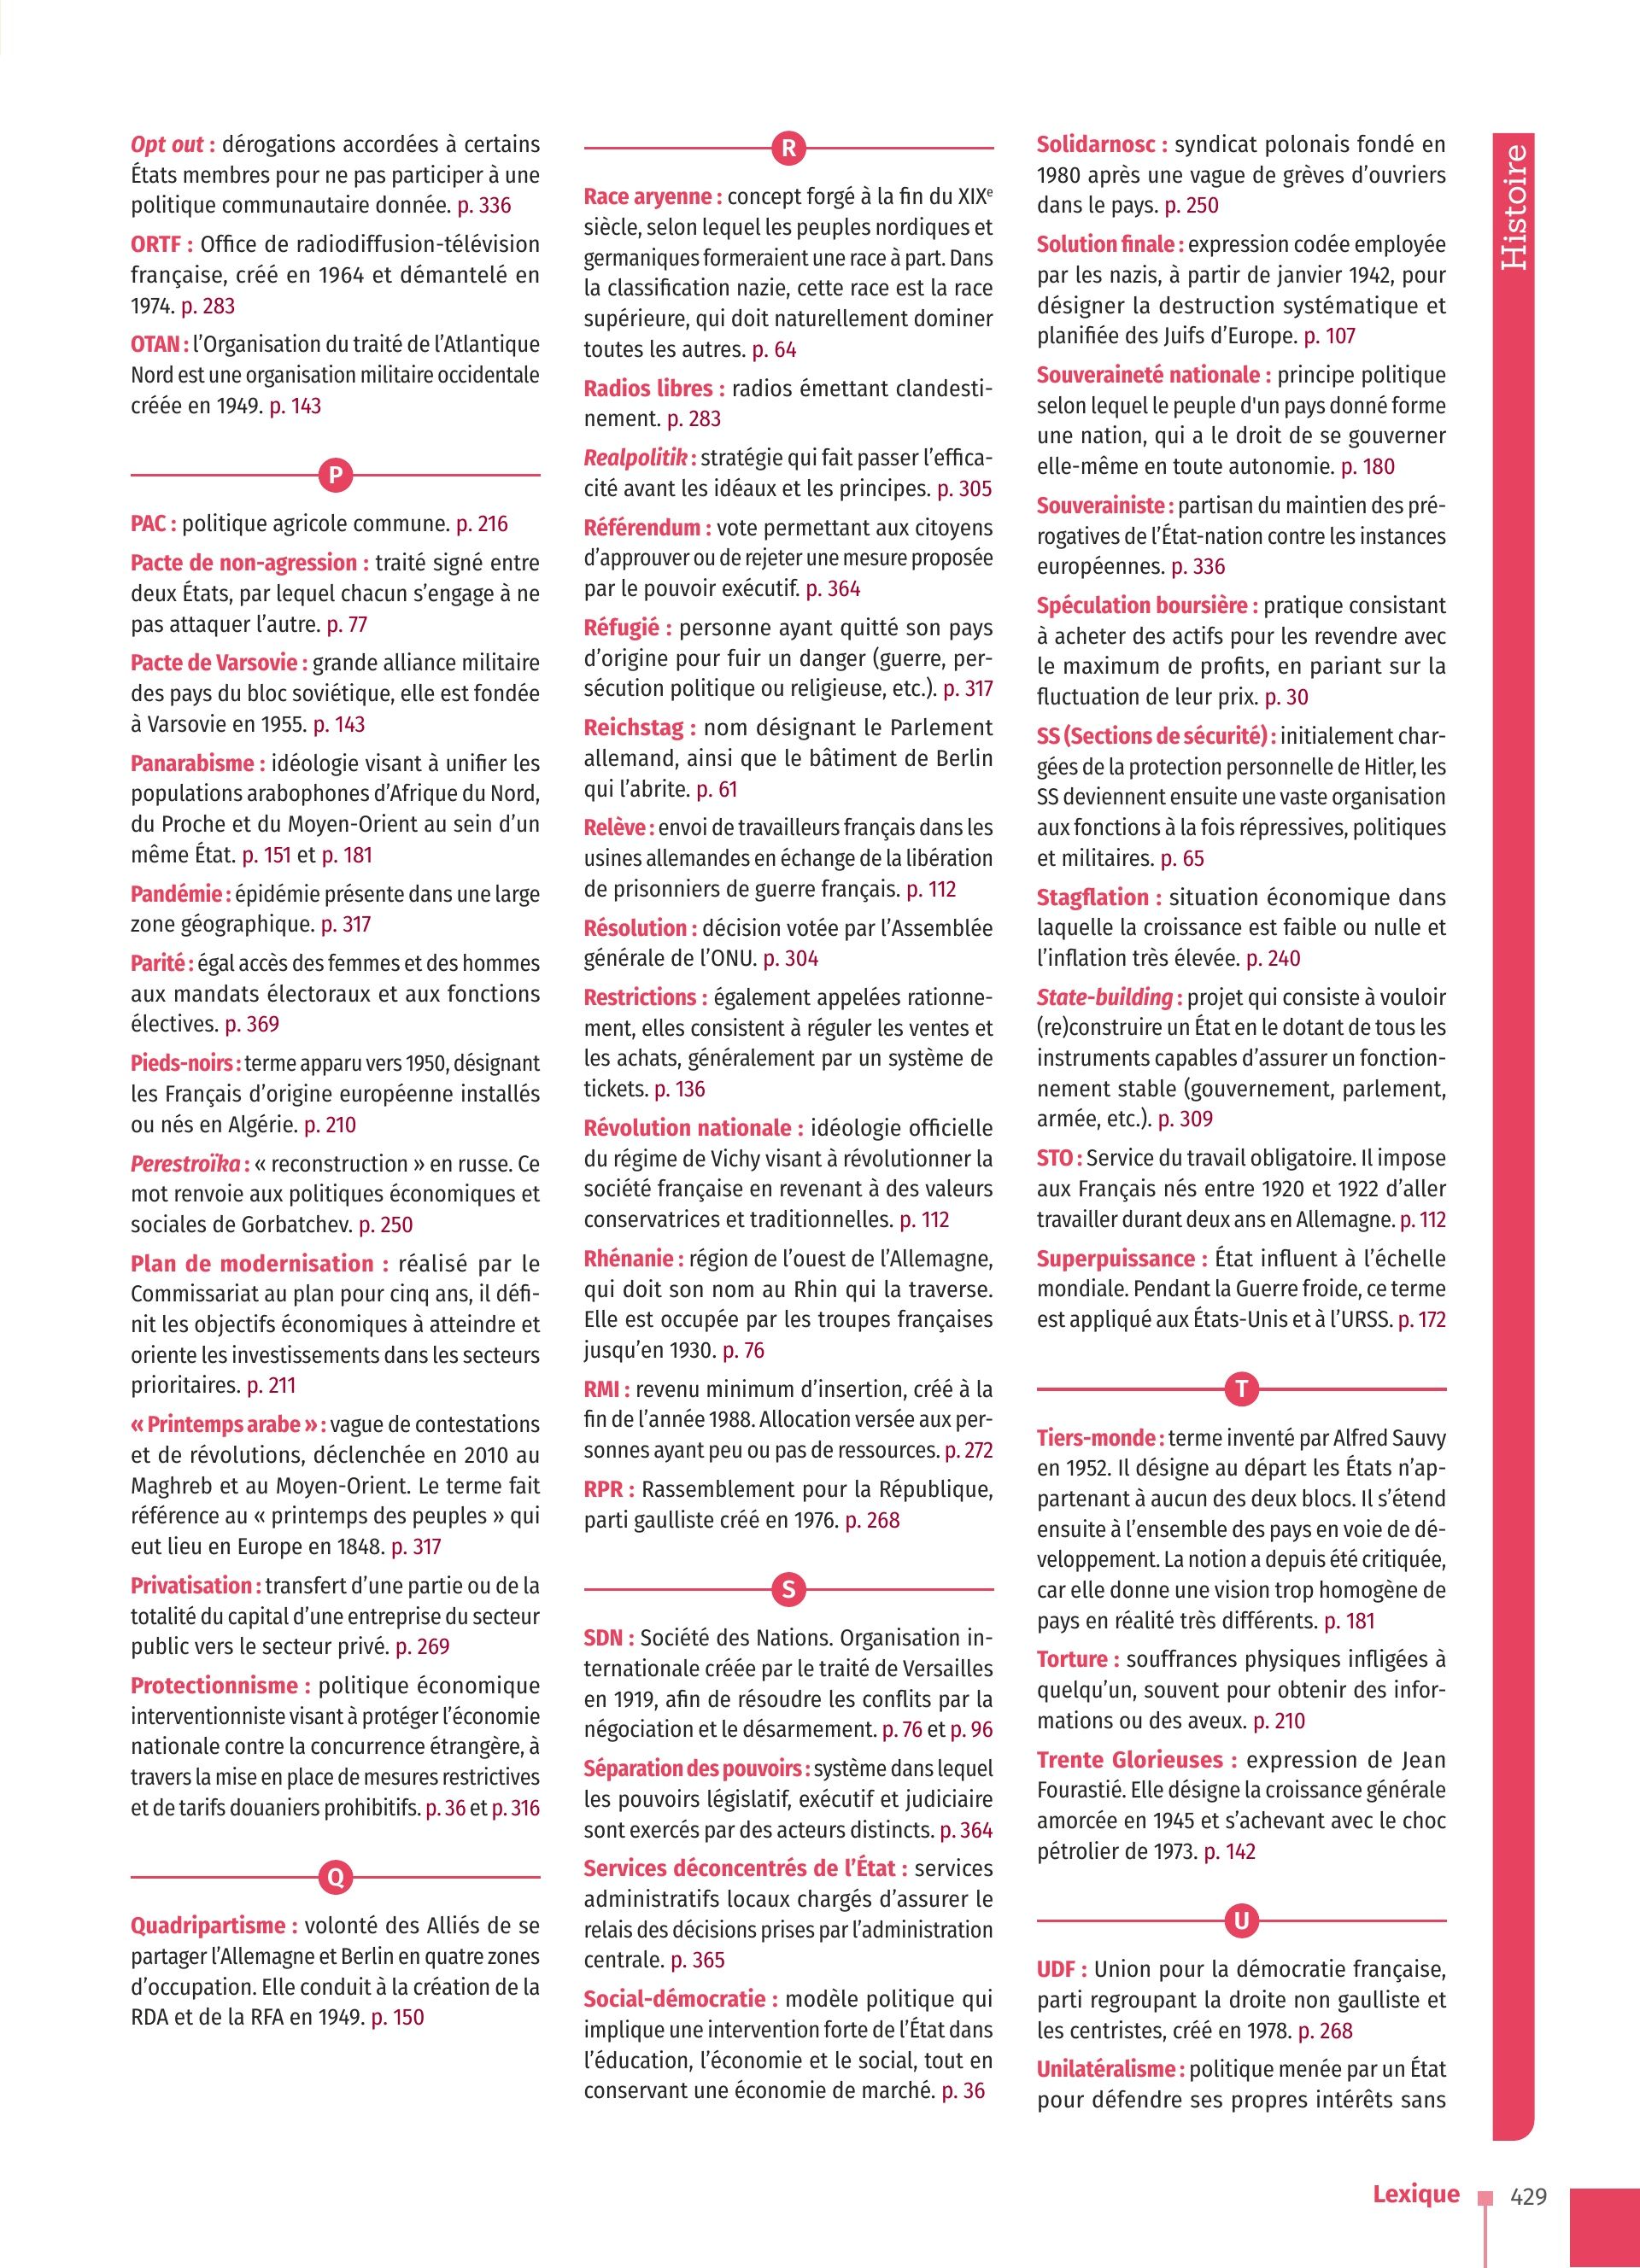 Opt out : dérogations accordées à certains
États membres pour ne pas participer à une
politique communautaire donnée. p. 336
ORTF : Office de radiodiffusion-télévision
française, créé en 1964 et démantelé en
1974. p. 283
OTAN : l’Organisation du traité de l’Atlantique
Nord est une organisation militaire occidentale
créée en 1949. p. 143
P
PAC : politique agricole commune. p. 216
Pacte de non-agression : traité signé entre
deux États, par lequel chacun s’engage à ne
pas attaquer l’autre. p. 77
Pacte de Varsovie : grande alliance militaire
des pays du bloc soviétique, elle est fondée
à Varsovie en 1955. p. 143
Panarabisme : idéologie visant à unifier les
populations arabophones d’Afrique du Nord,
du Proche et du Moyen-Orient au sein d’un
même État. p. 151 et p. 181
Pandémie : épidémie présente dans une large
zone géographique. p. 317
Parité : égal accès des femmes et des hommes
aux mandats électoraux et aux fonctions
électives. p. 369
Pieds-noirs : terme apparu vers 1950, désignant
les Français d’origine européenne installés
ou nés en Algérie. p. 210
Perestroïka : « reconstruction » en russe. Ce
mot renvoie aux politiques économiques et
sociales de Gorbatchev. p. 250
Plan de modernisation : réalisé par le
Commissariat au plan pour cinq ans, il défi-
nit les objectifs économiques à atteindre et
oriente les investissements dans les secteurs
prioritaires. p. 211
« Printemps arabe » : vague de contestations
et de révolutions, déclenchée en 2010 au
Maghreb et au Moyen-Orient. Le terme fait
référence au « printemps des peuples » qui
eut lieu en Europe en 1848. p. 317
Privatisation : transfert d’une partie ou de la
totalité du capital d’une entreprise du secteur
public vers le secteur privé. p. 269
Protectionnisme : politique économique
interventionniste visant à protéger l’économie
nationale contre la concurrence étrangère, à
travers la mise en place de mesures restrictives
et de tarifs douaniers prohibitifs. p. 36 et p. 316
Q
Quadripartisme : volonté des Alliés de se
partager l’Allemagne et Berlin en quatre zones
d’occupation. Elle conduit à la création de la
RDA et de la RFA en 1949. p. 150
R
Race aryenne : concept forgé à la fin du XIXe
siècle, selon lequel les peuples nordiques et
germaniques formeraient une race à part. Dans
la classification nazie, cette race est la race
supérieure, qui doit naturellement dominer
toutes les autres. p. 64
Radios libres : radios émettant clandesti-
nement. p. 283
Realpolitik : stratégie qui fait passer l’effica-
cité avant les idéaux et les principes. p. 305
Référendum : vote permettant aux citoyens
d’approuver ou de rejeter une mesure proposée
par le pouvoir exécutif. p. 364
Réfugié : personne ayant quitté son pays
d’origine pour fuir un danger (guerre, per-
sécution politique ou religieuse, etc.). p. 317
Reichstag : nom désignant le Parlement
allemand, ainsi que le bâtiment de Berlin
qui l’abrite. p. 61
Relève : envoi de travailleurs français dans les
usines allemandes en échange de la libération
de prisonniers de guerre français. p. 112
Résolution : décision votée par l’Assemblée
générale de l’ONU. p. 304
Restrictions : également appelées rationne-
ment, elles consistent à réguler les ventes et
les achats, généralement par un système de
tickets. p. 136
Révolution nationale : idéologie officielle
du régime de Vichy visant à révolutionner la
société française en revenant à des valeurs
conservatrices et traditionnelles. p. 112
Rhénanie : région de l’ouest de l’Allemagne,
qui doit son nom au Rhin qui la traverse.
Elle est occupée par les troupes françaises
jusqu’en 1930. p. 76
RMI : revenu minimum d’insertion, créé à la
fin de l’année 1988. Allocation versée aux per-
sonnes ayant peu ou pas de ressources. p. 272
RPR : Rassemblement pour la République,
parti gaulliste créé en 1976. p. 268
S
SDN : Société des Nations. Organisation in-
ternationale créée par le traité de Versailles
en 1919, afin de résoudre les conflits par la
négociation et le désarmement. p. 76 et p. 96
Séparation des pouvoirs : système dans lequel
les pouvoirs législatif, exécutif et judiciaire
sont exercés par des acteurs distincts. p. 364
Services déconcentrés de l’État : services
administratifs locaux chargés d’assurer le
relais des décisions prises par l’administration
centrale. p. 365
Social-démocratie : modèle politique qui
implique une intervention forte de l’État dans
l’éducation, l’économie et le social, tout en
conservant une économie de marché. p. 36
Solidarnosc : syndicat polonais fondé en
1980 après une vague de grèves d’ouvriers
dans le pays. p. 250
Solution finale : expression codée employée
par les nazis, à partir de janvier 1942, pour
désigner la destruction systématique et
planifiée des Juifs d’Europe. p. 107
Souveraineté nationale : principe politique
selon lequel le peuple d'un pays donné forme
une nation, qui a le droit de se gouverner
elle-même en toute autonomie. p. 180
Souverainiste : partisan du maintien des pré-
rogatives de l’État-nation contre les instances
européennes. p. 336
Spéculation boursière : pratique consistant
à acheter des actifs pour les revendre avec
le maximum de profits, en pariant sur la
fluctuation de leur prix. p. 30
SS (Sections de sécurité) : initialement char-
gées de la protection personnelle de Hitler, les
SS deviennent ensuite une vaste organisation
aux fonctions à la fois répressives, politiques
et militaires. p. 65
Stagflation : situation économique dans
laquelle la croissance est faible ou nulle et
l’inflation très élevée. p. 240
State-building : projet qui consiste à vouloir
(re)construire un État en le dotant de tous les
instruments capables d’assurer un fonction-
nement stable (gouvernement, parlement,
armée, etc.). p. 309
STO : Service du travail obligatoire. Il impose
aux Français nés entre 1920 et 1922 d’aller
travailler durant deux ans en Allemagne. p. 112
Superpuissance : État influent à l’échelle
mondiale. Pendant la Guerre froide, ce terme
est appliqué aux États-Unis et à l’URSS. p. 172
T
Tiers-monde : terme inventé par Alfred Sauvy
en 1952. Il désigne au départ les États n’ap-
partenant à aucun des deux blocs. Il s’étend
ensuite à l’ensemble des pays en voie de dé-
veloppement. La notion a depuis été critiquée,
car elle donne une vision trop homogène de
pays en réalité très différents. p. 181
Torture : souffrances physiques infligées à
quelqu’un, souvent pour obtenir des infor-
mations ou des aveux. p. 210
Trente Glorieuses : expression de Jean
Fourastié. Elle désigne la croissance générale
amorcée en 1945 et s’achevant avec le choc
pétrolier de 1973. p. 142
U
UDF : Union pour la démocratie française,
parti regroupant la droite non gaulliste et
les centristes, créé en 1978. p. 268
Unilatéralisme : politique menée par un État
pour défendre ses propres intérêts sans
Histoire
Lexique 429